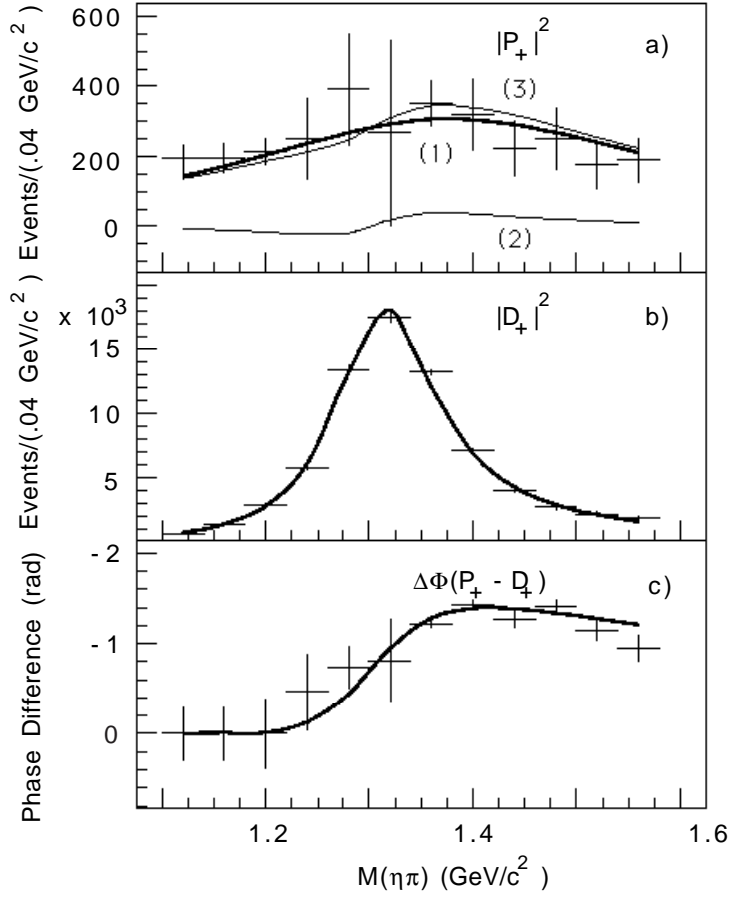 600
400
200
0
Events/(.04 GeV/c²)
|P₊|²
a)
(3)
(1)
(2)
x 10³
15
10
5
Events/(.04 GeV/c²)
|D₊|²
b)
- 2
- 1
0
Phase Difference (rad)
ΔΦ(P₊ - D₊)
c)
1.2
1.4
1.6
M(ηπ) (GeV/c²)